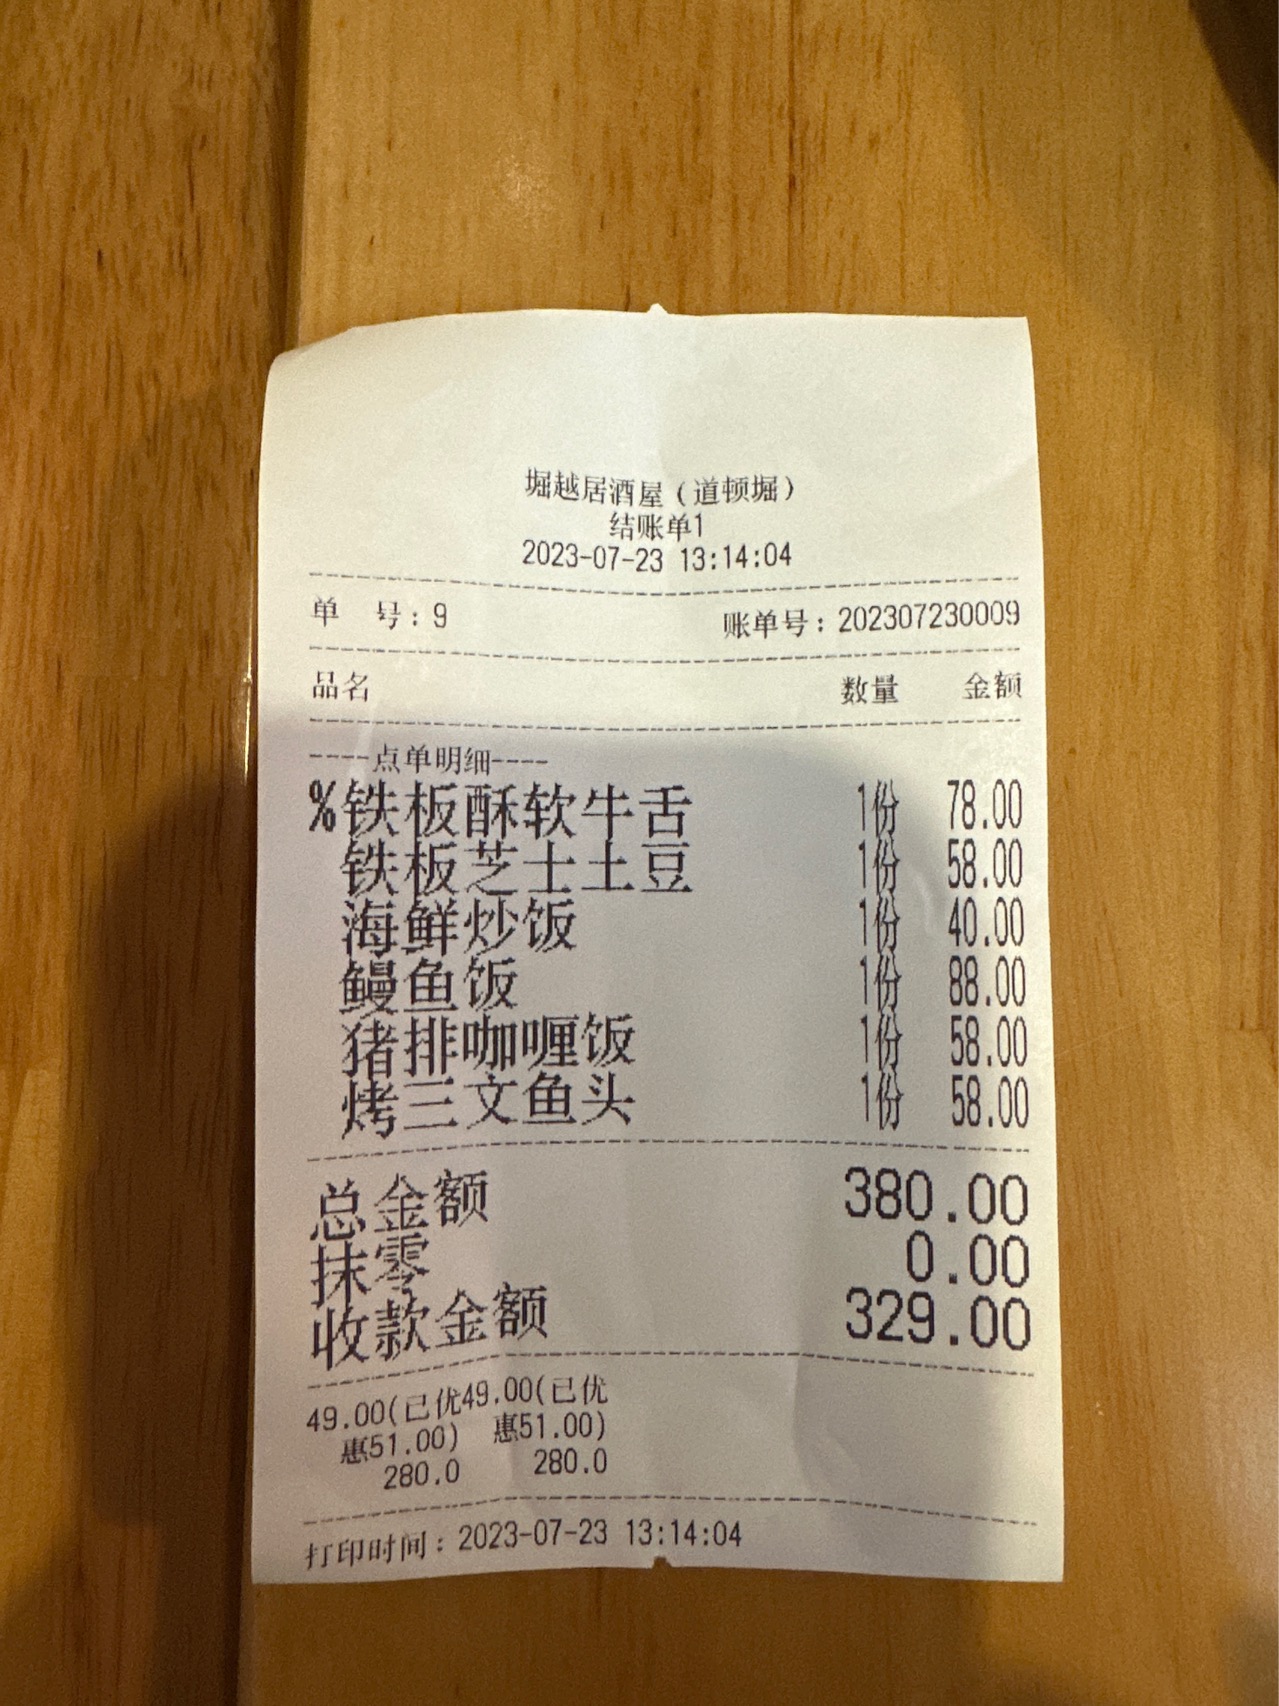 堀越居酒屋（道顿堀）
结账单1
2023-07-23 13:14:04
单 号：9 账单号：202307230009
品名 数量 金额
----点单明细----
%铁板酥软牛舌 1份 78.00
铁板芝士土豆 1份 58.00
海鲜炒饭 1份 40.00
鳗鱼饭 1份 88.00
猪排咖喱饭 1份 58.00
烤三文鱼头 1份 58.00
总金额 380.00
抹零 0.00
收款金额 329.00
49.00(已优49.00(已优
惠51.00) 惠51.00)
280.0 280.0
打印时间：2023-07-23 13:14:04